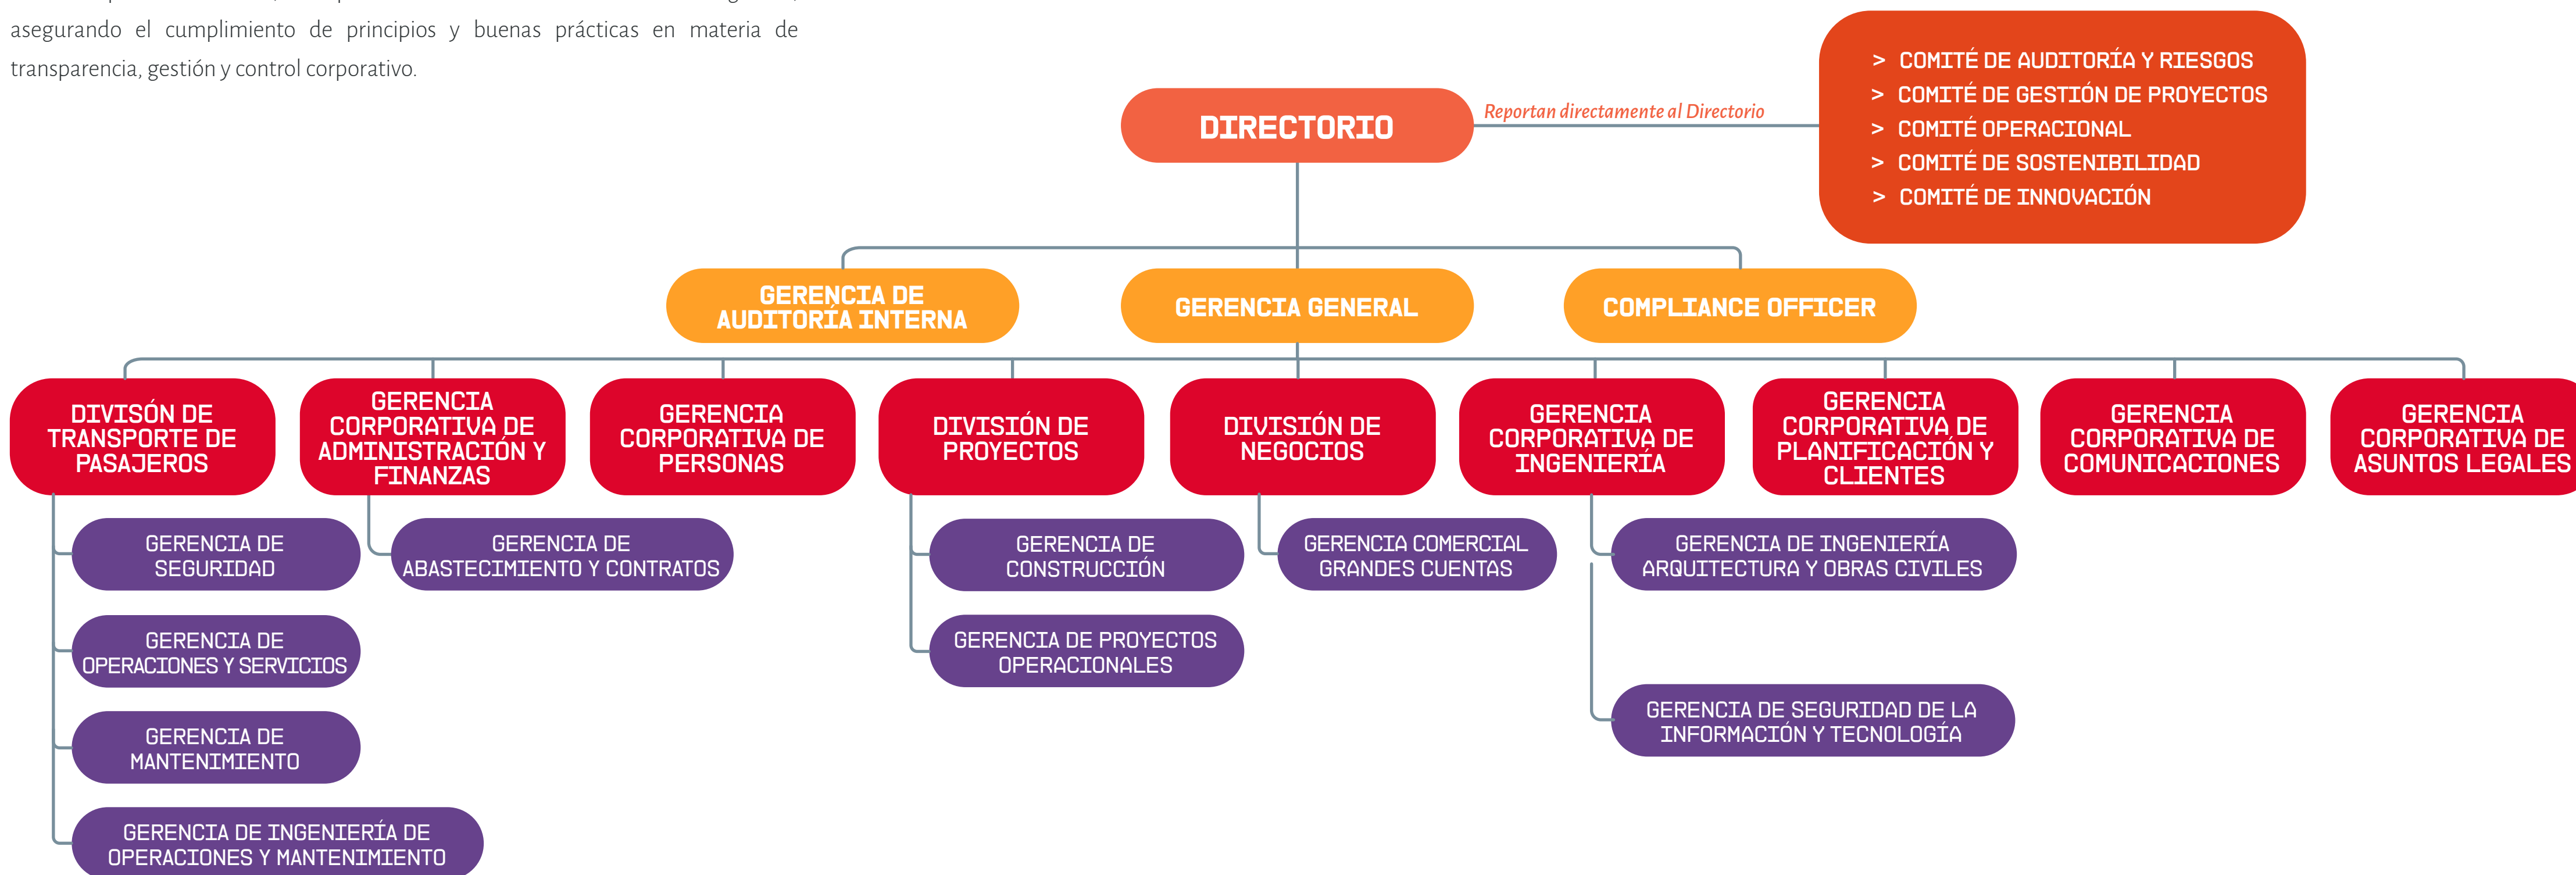 asegurando el cumplimiento de principios y buenas prácticas en materia de
transparencia, gestión y control corporativo.
DIRECTORIO
Reportan directamente al Directorio
> COMITÉ DE AUDITORÍA Y RIESGOS
> COMITÉ DE GESTIÓN DE PROYECTOS
> COMITÉ OPERACIONAL
> COMITÉ DE SOSTENIBILIDAD
> COMITÉ DE INNOVACIÓN
GERENCIA DE
AUDITORÍA INTERNA
GERENCIA GENERAL
COMPLIANCE OFFICER
DIVISÓN DE
TRANSPORTE DE
PASAJEROS
GERENCIA
CORPORATIVA DE
ADMINISTRACIÓN Y
FINANZAS
GERENCIA
CORPORATIVA DE
PERSONAS
DIVISIÓN DE
PROYECTOS
DIVISIÓN DE
NEGOCIOS
GERENCIA
CORPORATIVA DE
INGENIERÍA
GERENCIA
CORPORATIVA DE
PLANIFICACIÓN Y
CLIENTES
GERENCIA
CORPORATIVA DE
COMUNICACIONES
GERENCIA
CORPORATIVA DE
ASUNTOS LEGALES
GERENCIA DE
SEGURIDAD
GERENCIA DE
OPERACIONES Y SERVICIOS
GERENCIA DE
MANTENIMIENTO
GERENCIA DE INGENIERÍA DE
OPERACIONES Y MANTENIMIENTO
GERENCIA DE
ABASTECIMIENTO Y CONTRATOS
GERENCIA DE
CONSTRUCCIÓN
GERENCIA DE PROYECTOS
OPERACIONALES
GERENCIA COMERCIAL
GRANDES CUENTAS
GERENCIA DE INGENIERÍA
ARQUITECTURA Y OBRAS CIVILES
GERENCIA DE SEGURIDAD DE LA
INFORMACIÓN Y TECNOLOGÍA